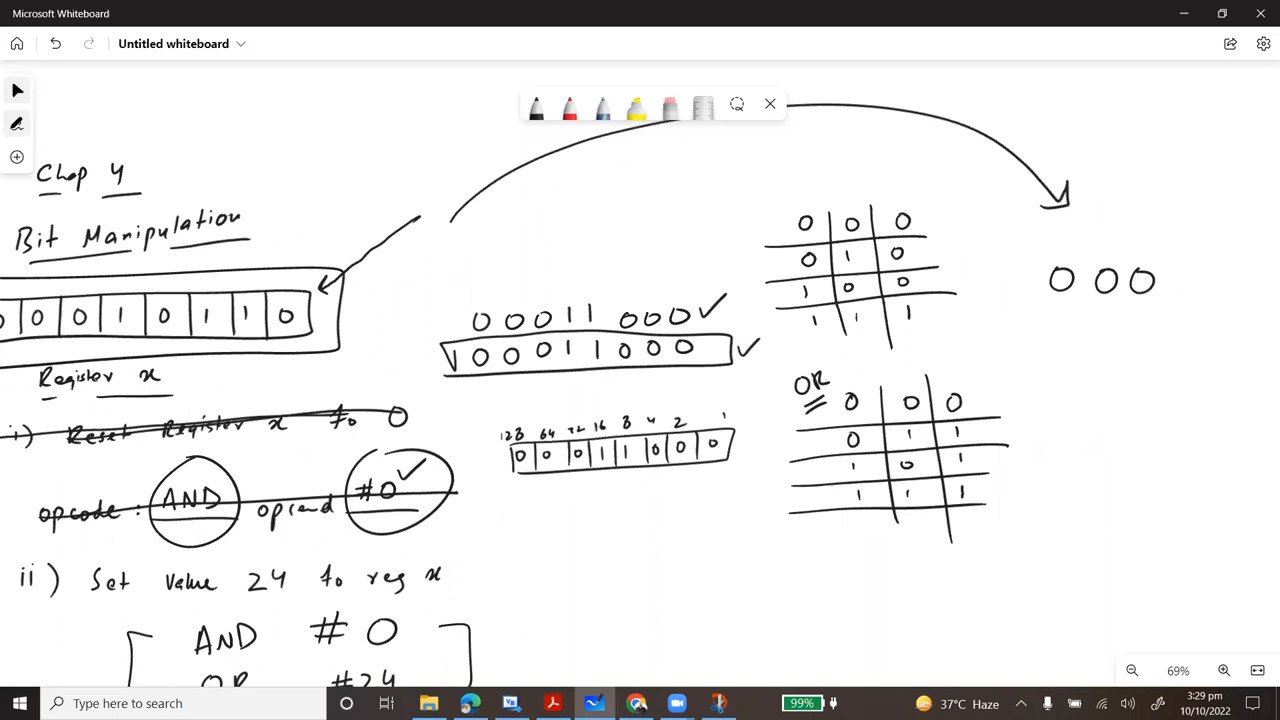 Microsoft Whiteboard
Untitled whiteboard
Chap 4
Bit Manipulation
0 0 0 1 0 1 1 0
Register x
i) Reset Register x to 0
opcode : AND operand #0
ii) Set value 24 to reg x
AND #0
OR #24
0 0 0 1 1 0 0 0
0 0 0 1 1 0 0 0
128 64 32 16 8 4 2 1
0 0 0 1 1 0 0 0
0 0 0
0 1 0
1 0 0
1 1 1
OR
0 0 0
0 1 1
1 0 1
1 1 1
0 0 0
69%
Type here to search
99%
37°C Haze
3:29 pm
10/10/2022